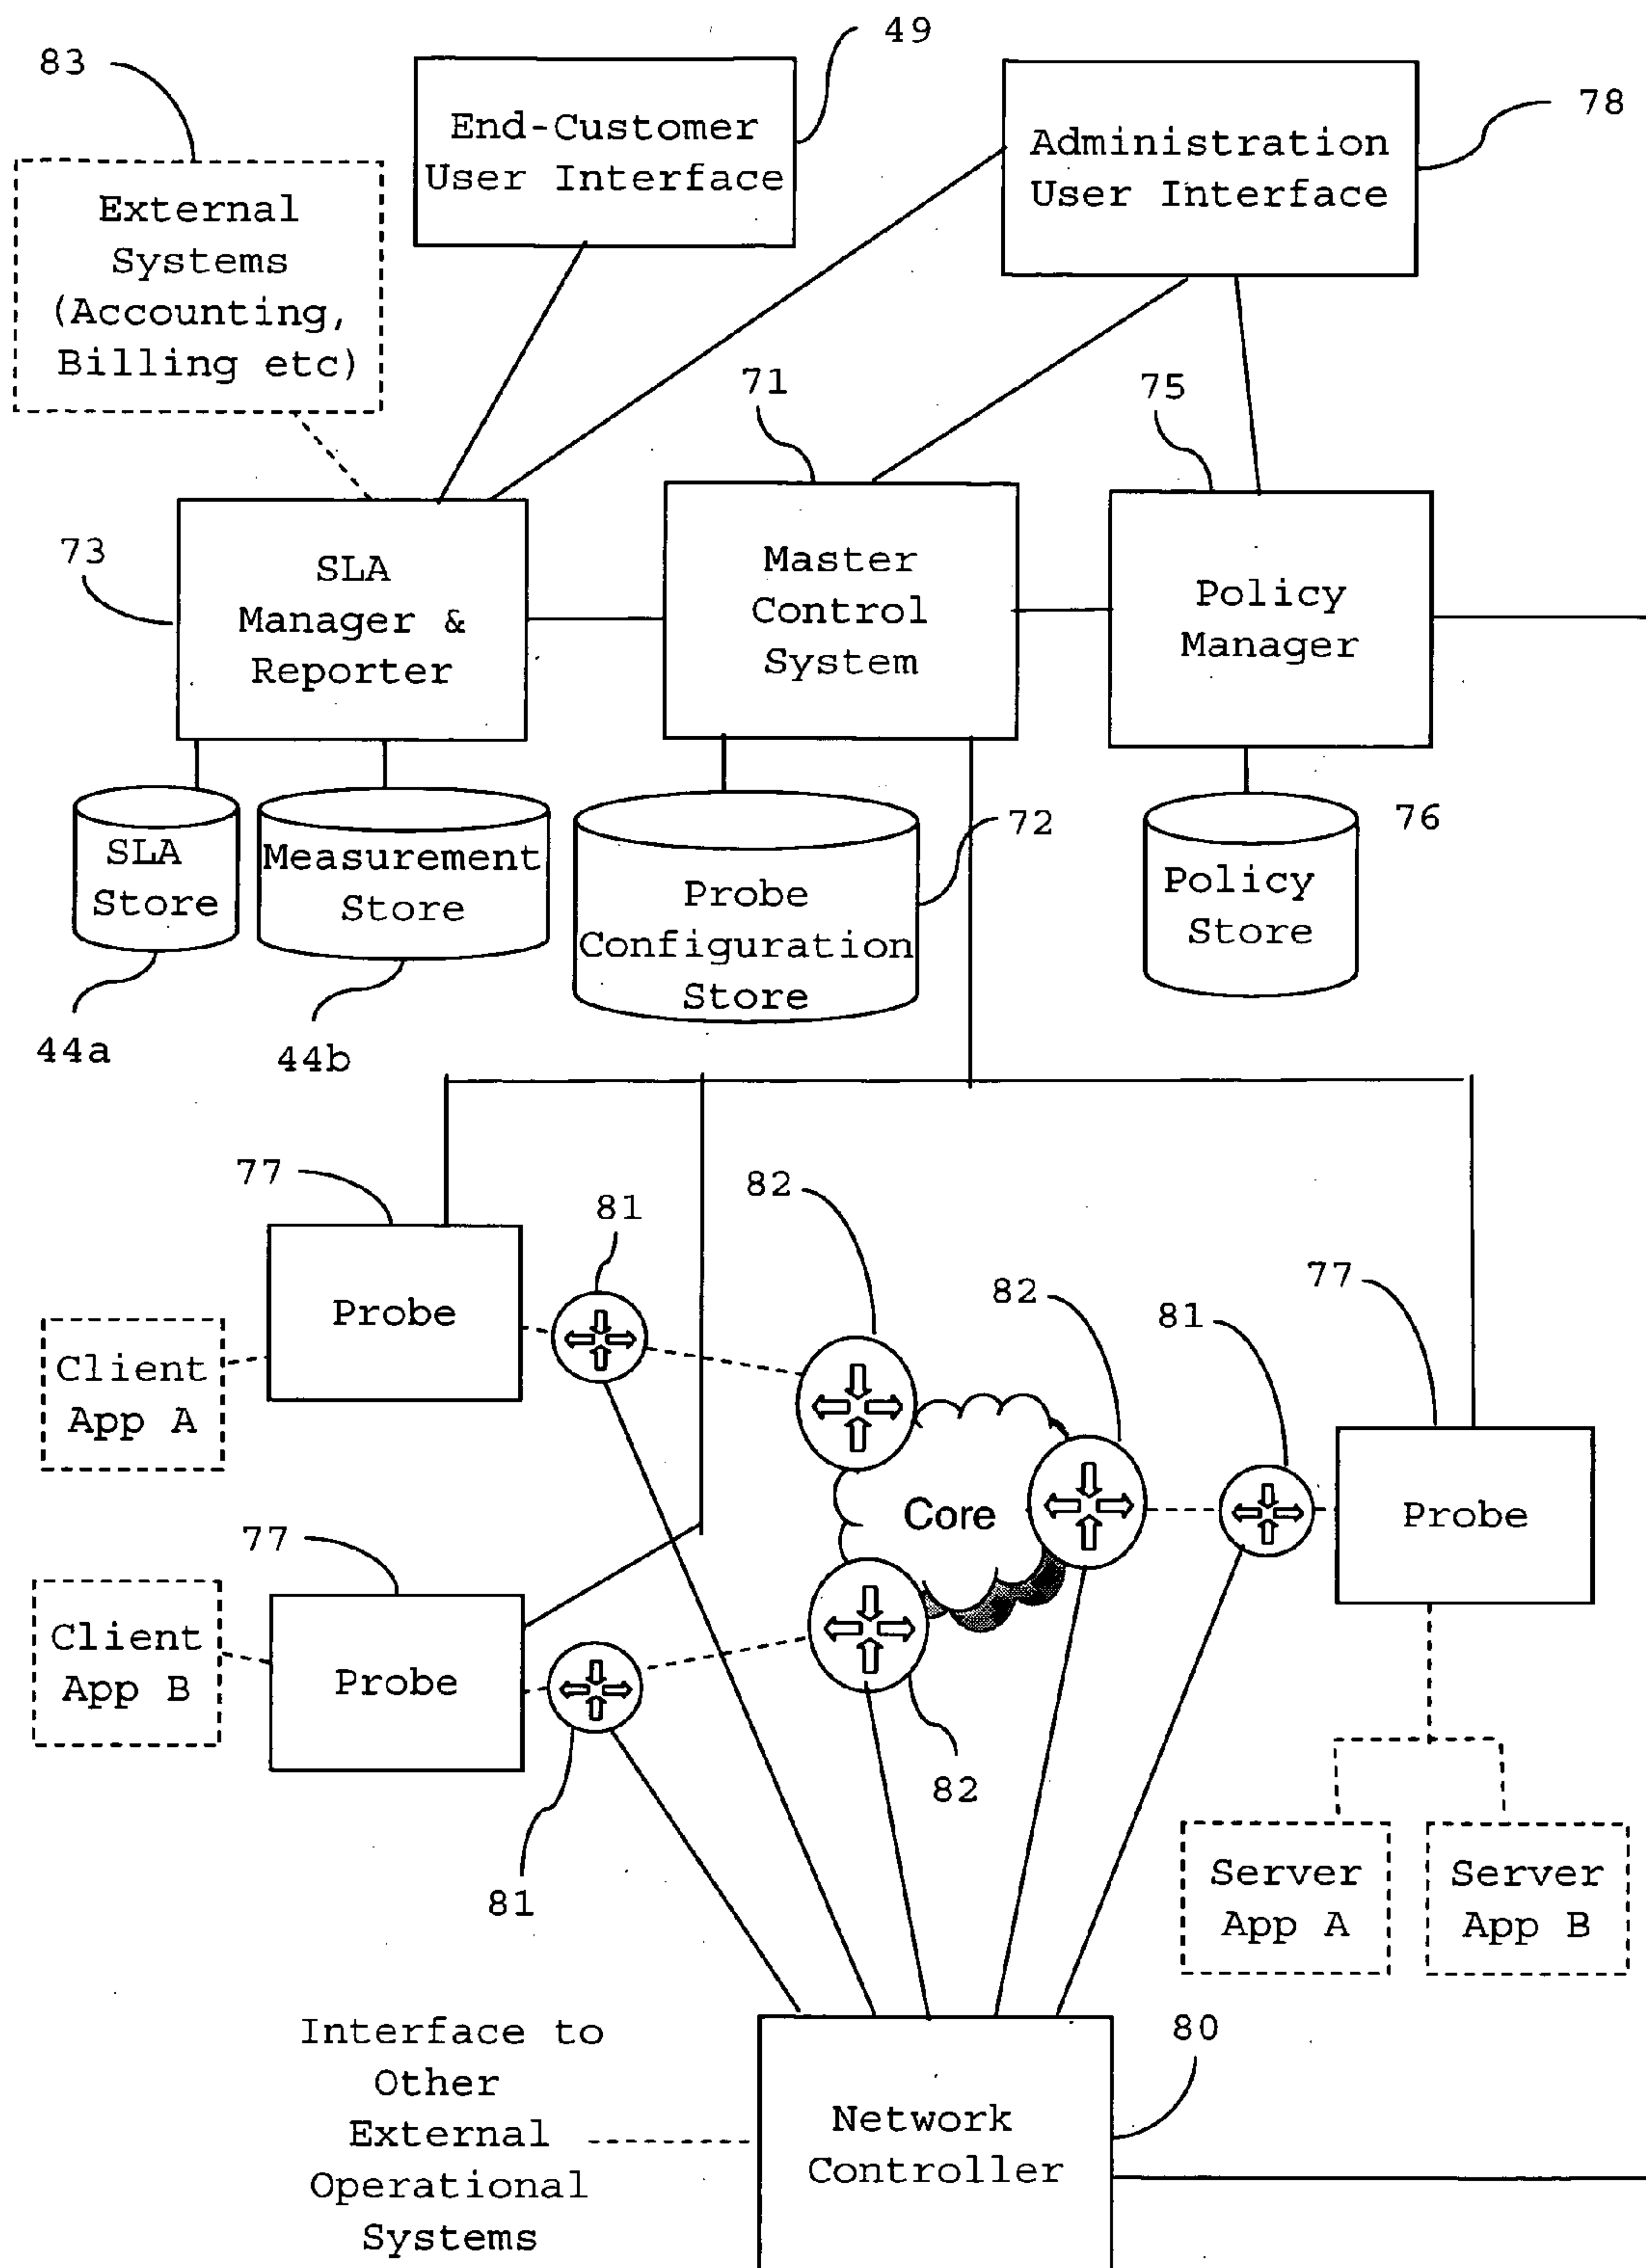 49
83
78
End-Customer
User Interface
Administration
User Interface
External
Systems
(Accounting,
Billing etc)
71
75
73
SLA
Manager &
Reporter
Master
Control
System
Policy
Manager
72
76
SLA
Store
Measurement
Store
Probe
Configuration
Store
Policy
Store
44a
44b
77
82
81
82
77
81
Probe
Client
App A
Core
Probe
77
Client
App B
Probe
82
81
Server
App A
Server
App B
80
Interface to
Other
External
Operational
Systems
Network
Controller